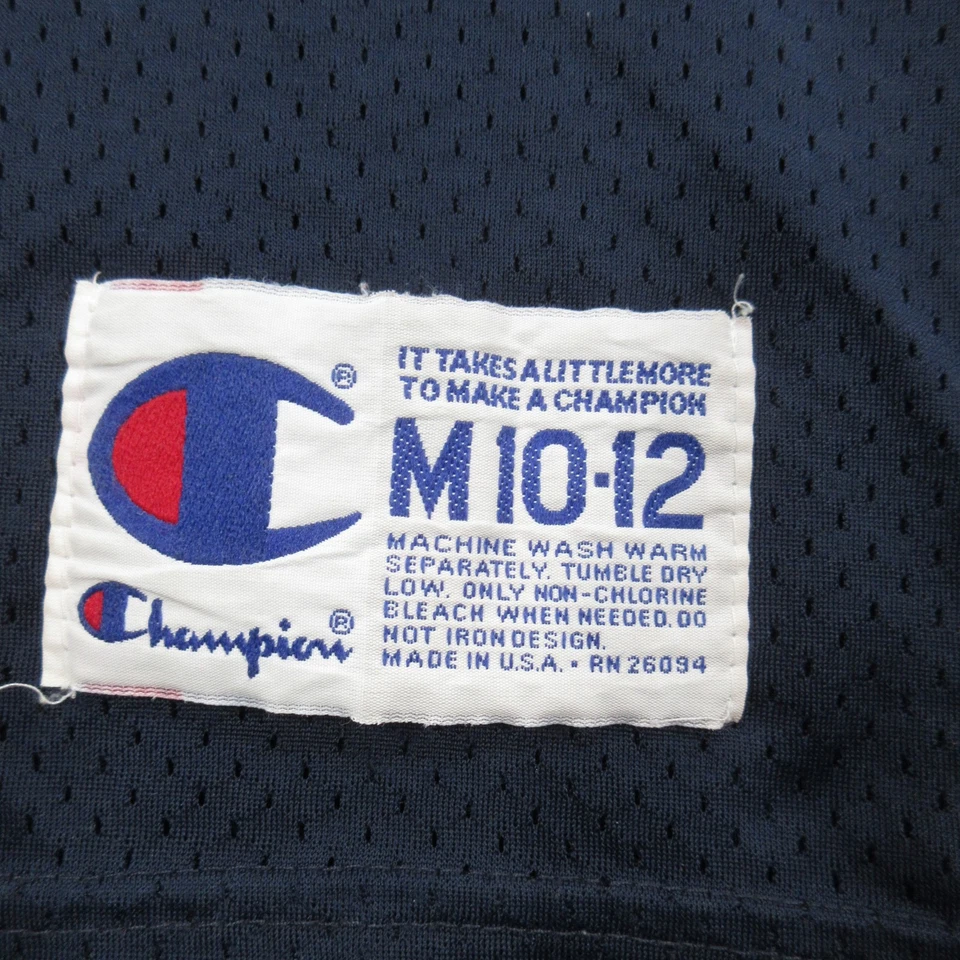 ®
IT TAKES A LITTLE MORE
TO MAKE A CHAMPION
M 10-12
MACHINE WASH WARM
SEPARATELY. TUMBLE DRY
LOW. ONLY NON-CHLORINE
BLEACH WHEN NEEDED. DO
NOT IRON DESIGN.
MADE IN U.S.A. • RN 26094
Champion®